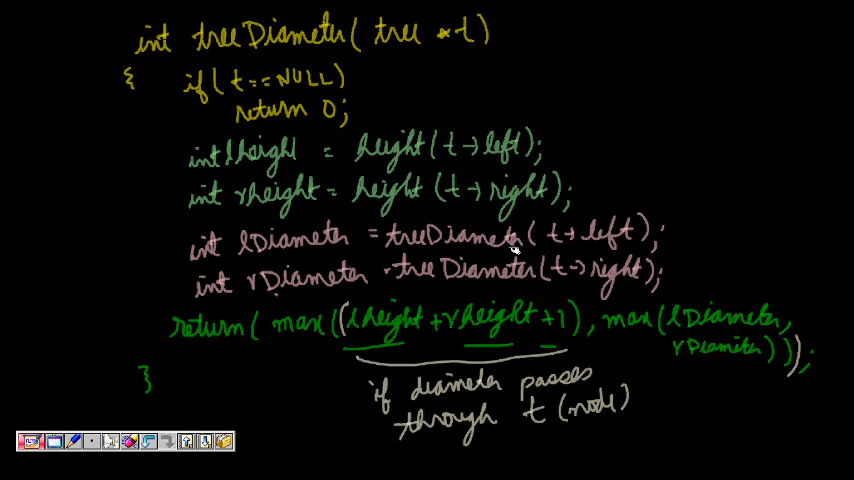 int treeDiameter( tree *t)
{ if( t==NULL)
return 0;
int lheight = height(t→left);
int rheight = height (t→right);
int lDiameter = treeDiameter( t→left);
int rDiameter = treeDiameter(t→right);
return( max((lheight +rheight +1), max(lDiameter,
rDiameter)));
}
if diameter passes
through t (node)